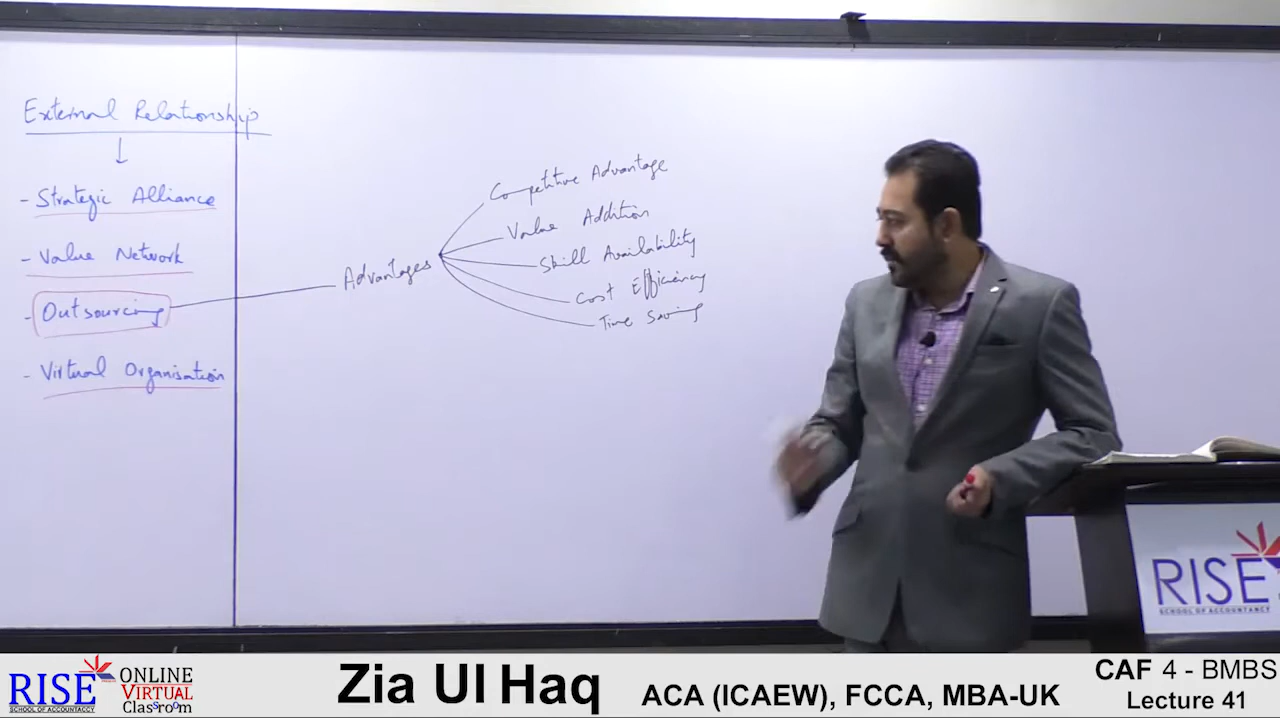 External Relationship
- Strategic Alliance
- Value Network
- Outsourcing
- Virtual Organisation
Advantages
Competitive Advantage
Value Addition
Skill Availability
Cost Efficiency
Time Saving
RISE
SCHOOL OF ACCOUNTANCY
RISE
SCHOOL OF ACCOUNTANCY
ONLINE
VIRTUAL
Classroom
Zia Ul Haq
ACA (ICAEW), FCCA, MBA-UK
CAF 4 - BMBS
Lecture 41